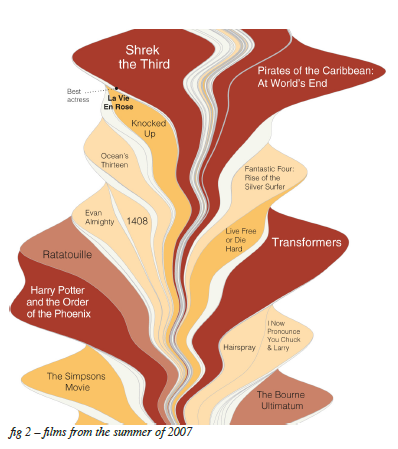 Shrek
the Third
Pirates of the Caribbean:
At World's End
Best
actress
La Vie
En Rose
Knocked
Up
Ocean's
Thirteen
Fantastic Four:
Rise of the
Silver Surfer
Evan
Almighty
1408
Live Free
or Die
Hard
Transformers
Ratatouille
Harry Potter
and the Order
of the Phoenix
I Now
Pronounce
You Chuck
& Larry
Hairspray
The Simpsons
Movie
The Bourne
Ultimatum
fig 2 – films from the summer of 2007